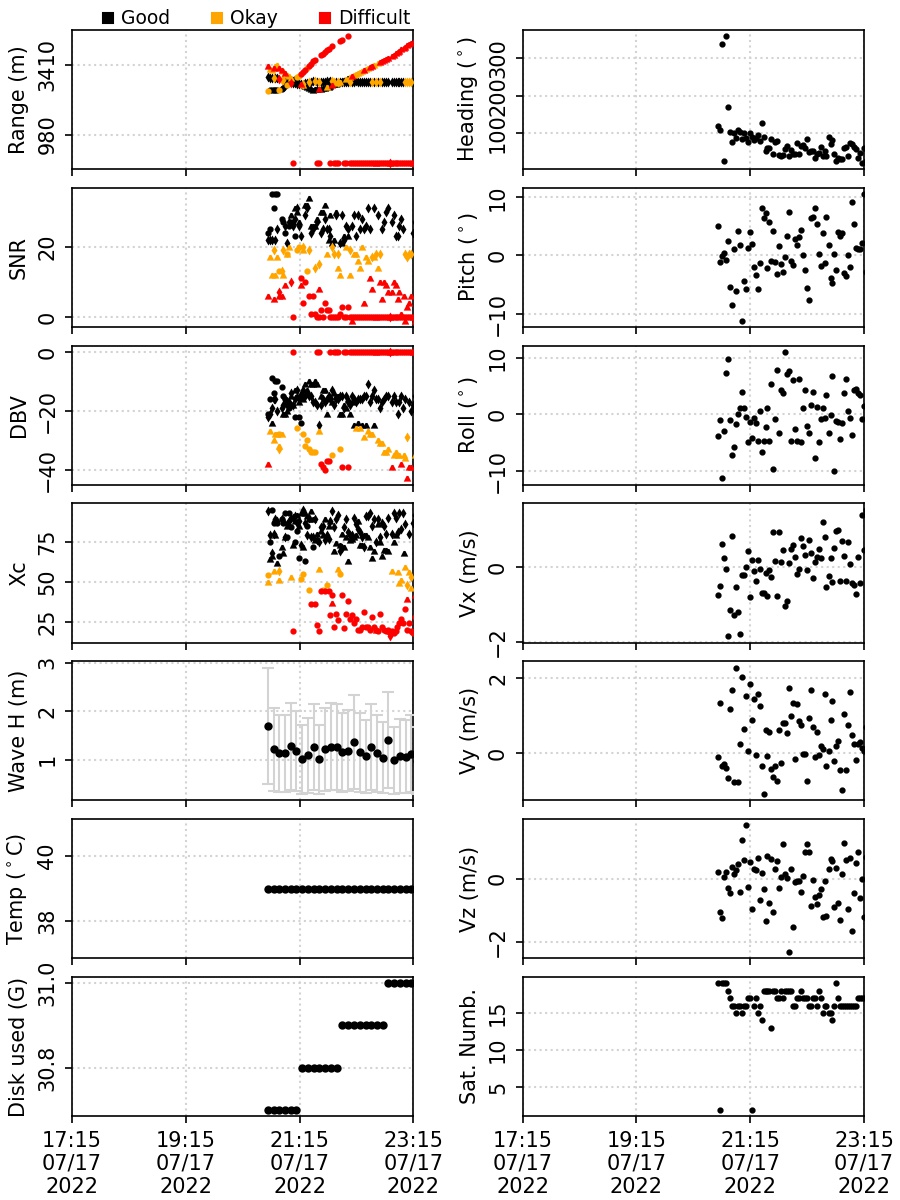 Good Okay Difficult
Range (m)
3410
980
Heading (°)
300
200
100
SNR
20
0
Pitch (°)
10
0
−10
DBV
0
−20
−40
Roll (°)
10
0
−10
Xc
75
50
25
Vx (m/s)
0
−2
Wave H (m)
3
2
1
Vy (m/s)
2
0
Temp (°C)
40
38
Vz (m/s)
0
−2
Disk used (G)
31.0
30.8
Sat. Numb.
15
10
5
17:15 19:15 21:15 23:15
07/17 07/17 07/17 07/17
2022 2022 2022 2022
17:15 19:15 21:15 23:15
07/17 07/17 07/17 07/17
2022 2022 2022 2022